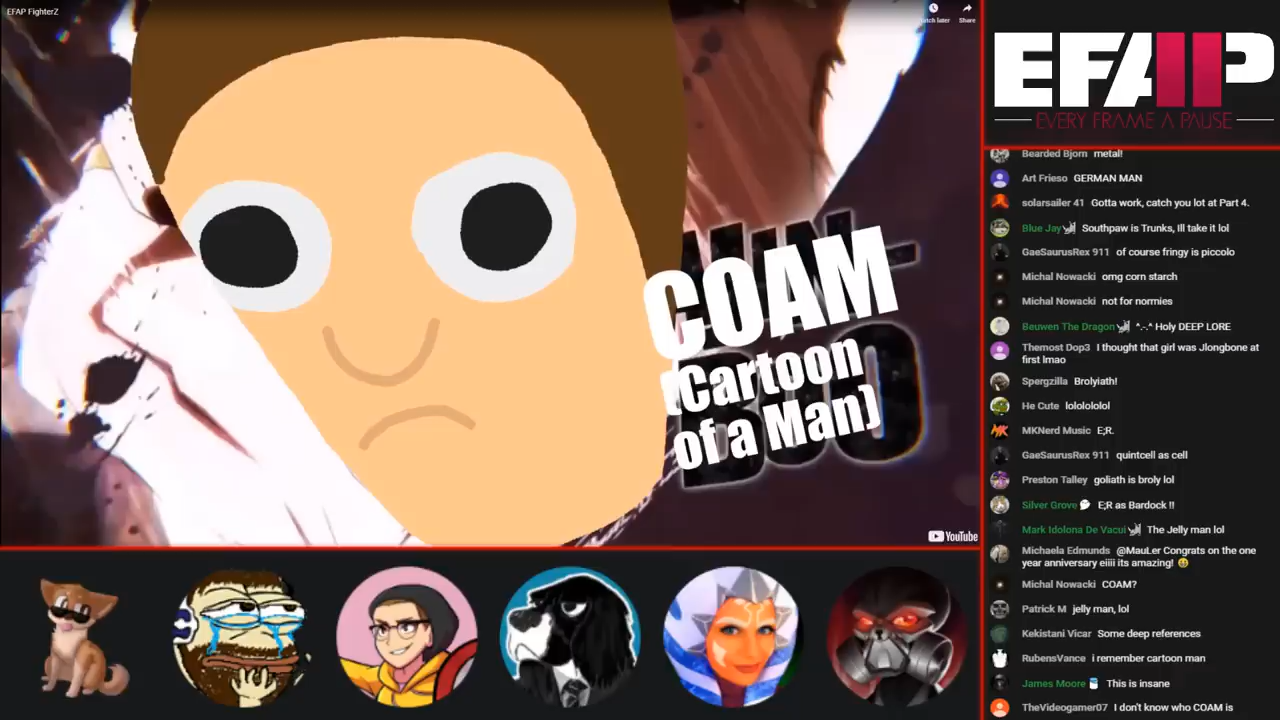 EFAP FighterZ
Share
COAM
(Cartoon
of a Man)
YouTube
EFAP
EVERY FRAME A PAUSE
Bearded Bjorn metal!
Art Frieso GERMAN MAN
solarsailer 41 Gotta work, catch you lot at Part 4.
Blue Jay Southpaw is Trunks, Ill take it lol
GaeSaurusRex 911 of course fringy is piccolo
Michal Nowacki omg corn starch
Michal Nowacki not for normies
Beuwen The Dragon ^.-.^ Holy DEEP LORE
Themost Dop3 I thought that girl was Jlongbone at
first lmao
Spergzilla Brolyiath!
He Cute lolololol
MKNerd Music E;R.
GaeSaurusRex 911 quintcell as cell
Preston Talley goliath is broly lol
Silver Grove E;R as Bardock !!
Mark Idolona De Vacui The Jelly man lol
Michaela Edmunds @MauLer Congrats on the one
year anniversary eiiii its amazing!
Michal Nowacki COAM?
Patrick M jelly man, lol
Kekistani Vicar Some deep references
RubensVance i remember cartoon man
James Moore This is insane
TheVideogamer07 I don't know who COAM is